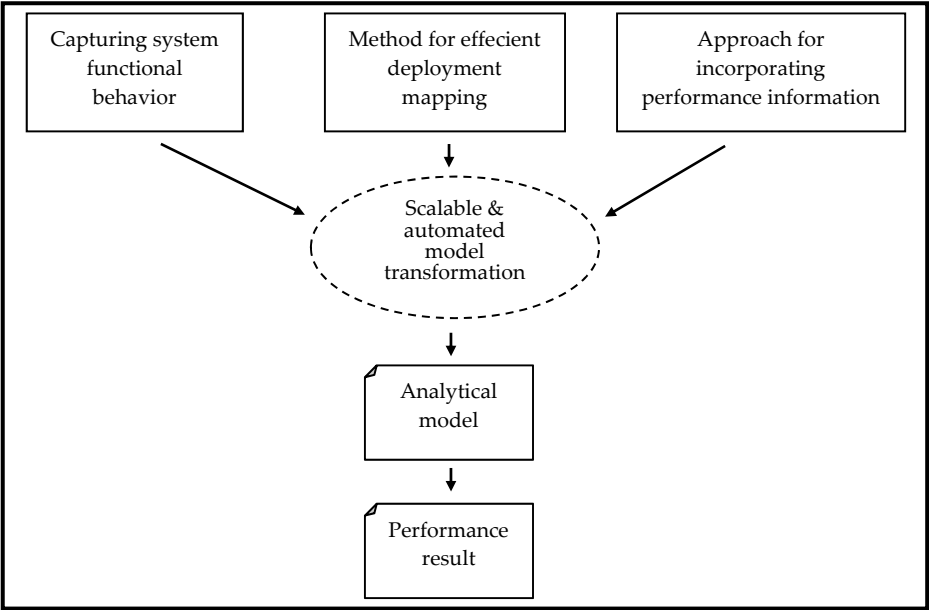 Capturing system
functional
behavior
Method for effecient
deployment
mapping
Approach for
incorporating
performance information
Scalable &
automated
model
transformation
Analytical
model
Performance
result